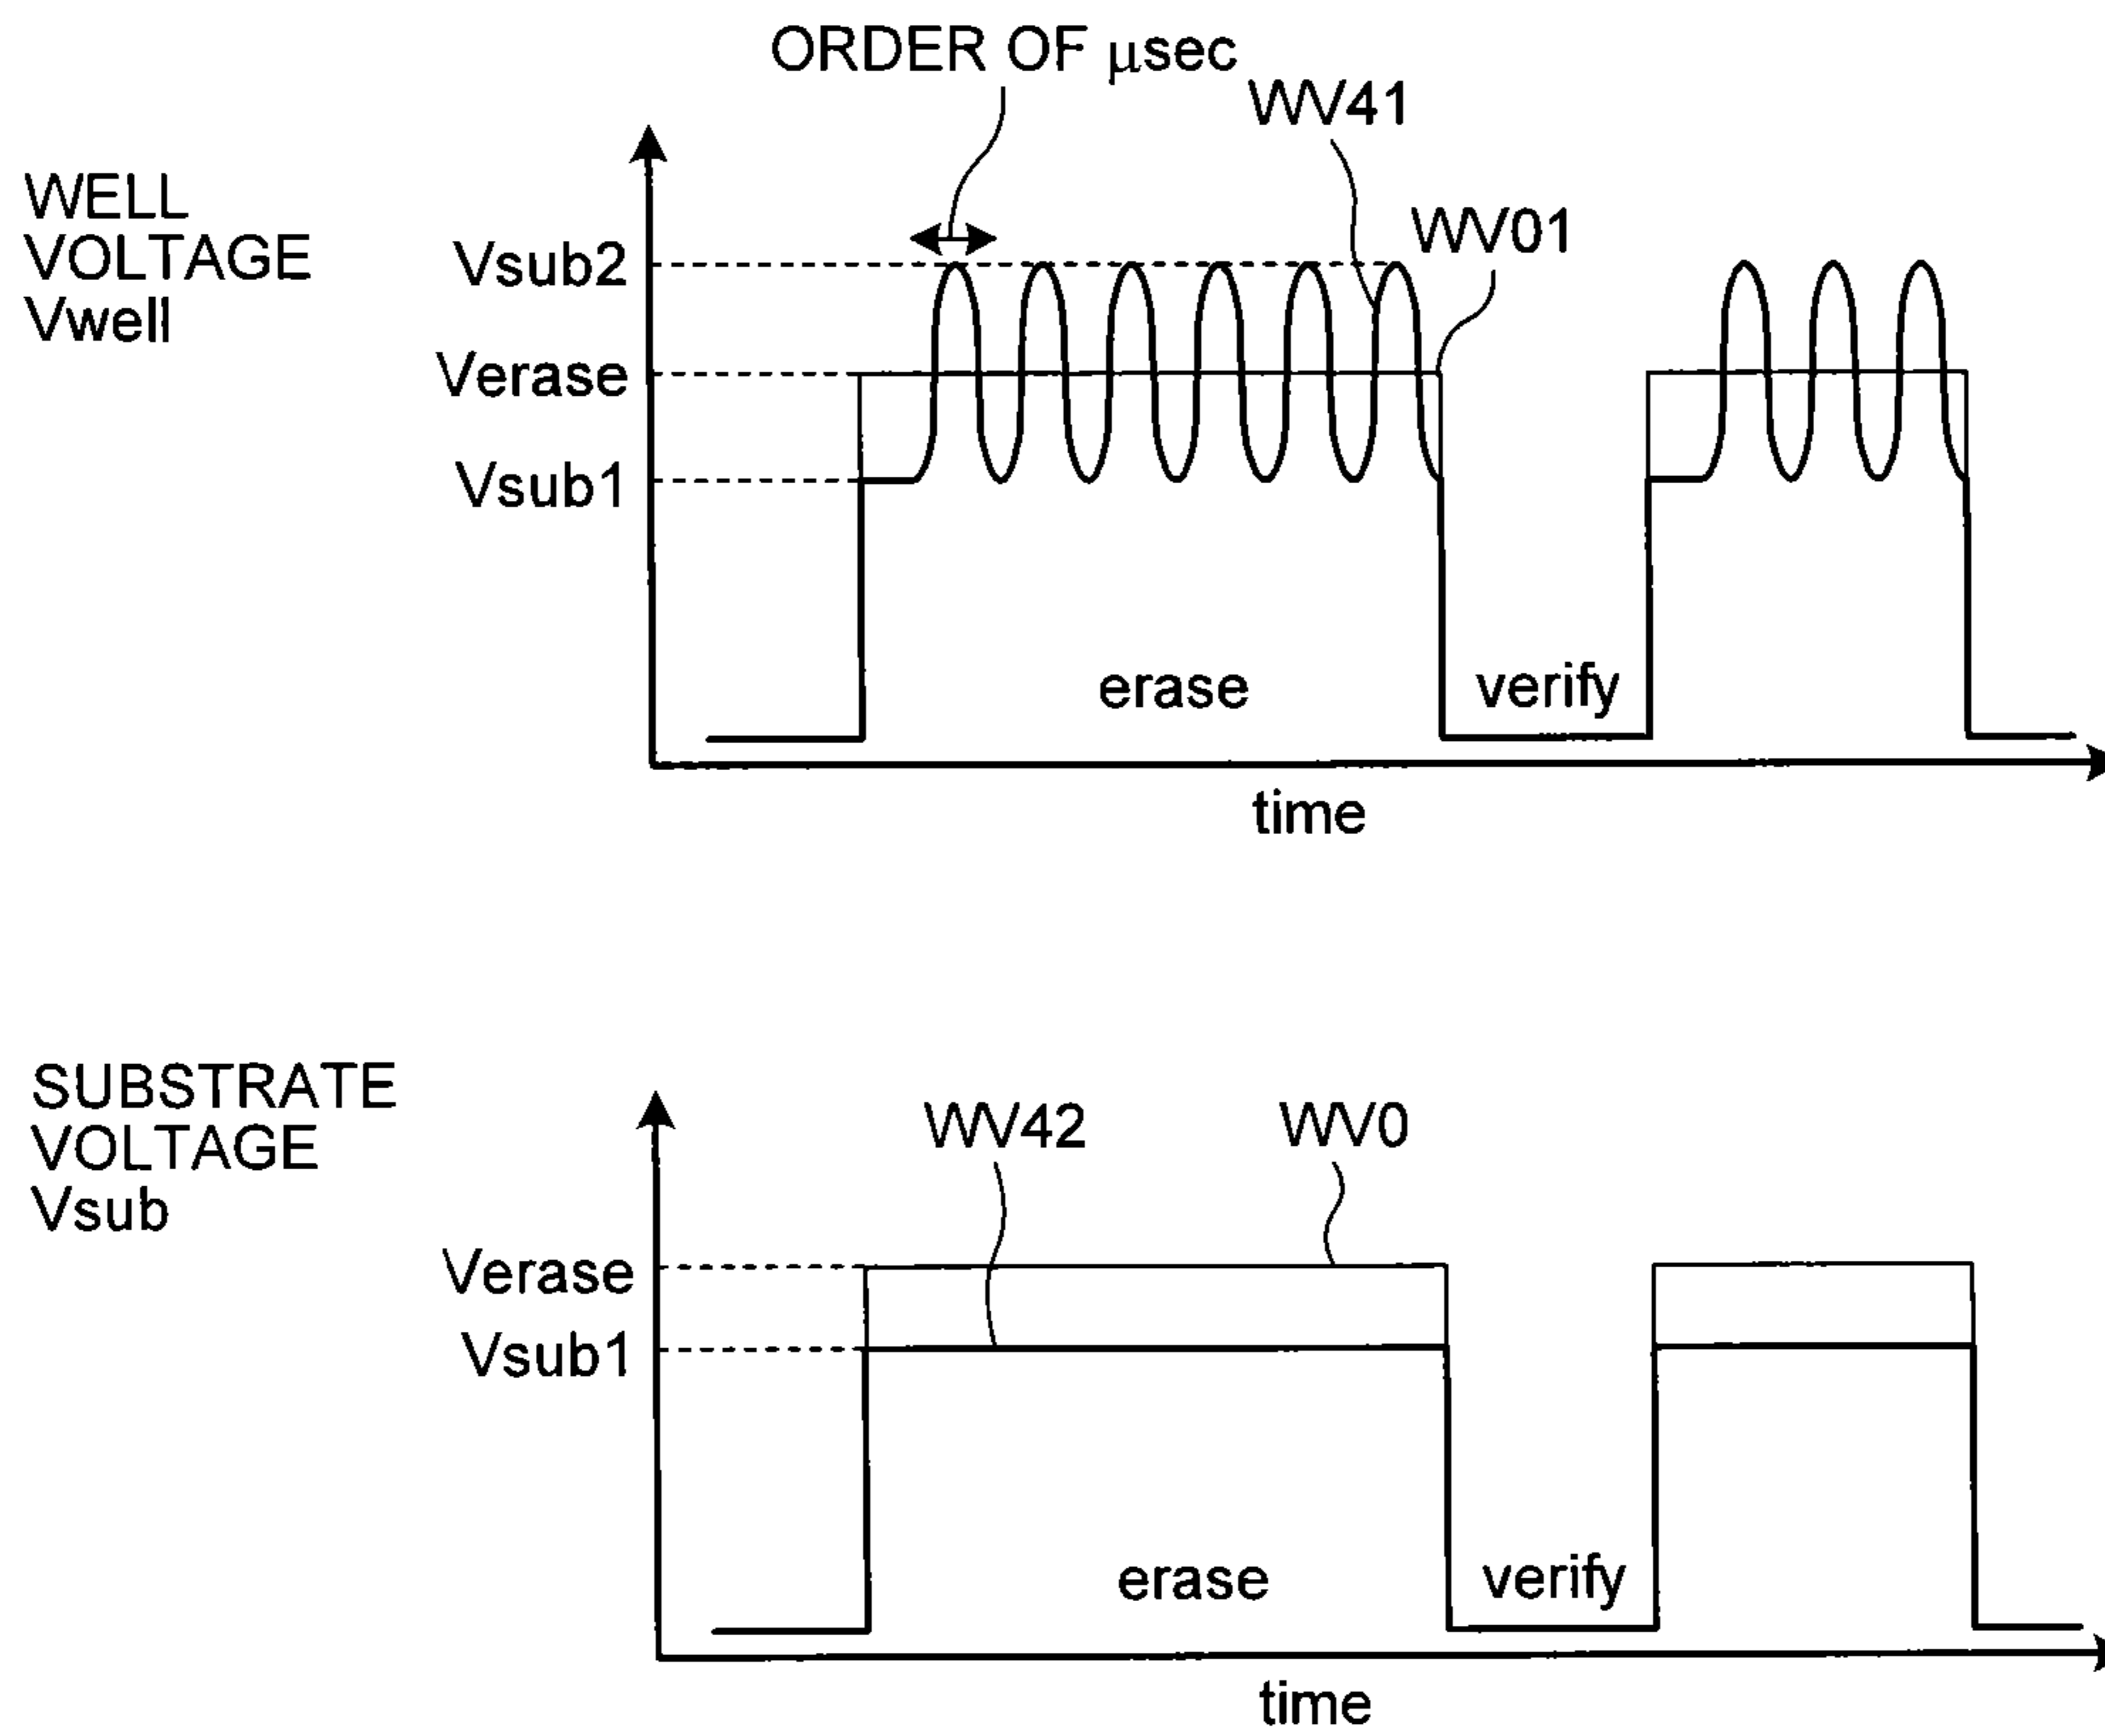 ORDER OF μsec
WV41
WELL
VOLTAGE
Vwell
WV01
Vsub2
Verase
Vsub1
erase
verify
time
SUBSTRATE
VOLTAGE
Vsub
WV42
WV0
Verase
Vsub1
erase
verify
time